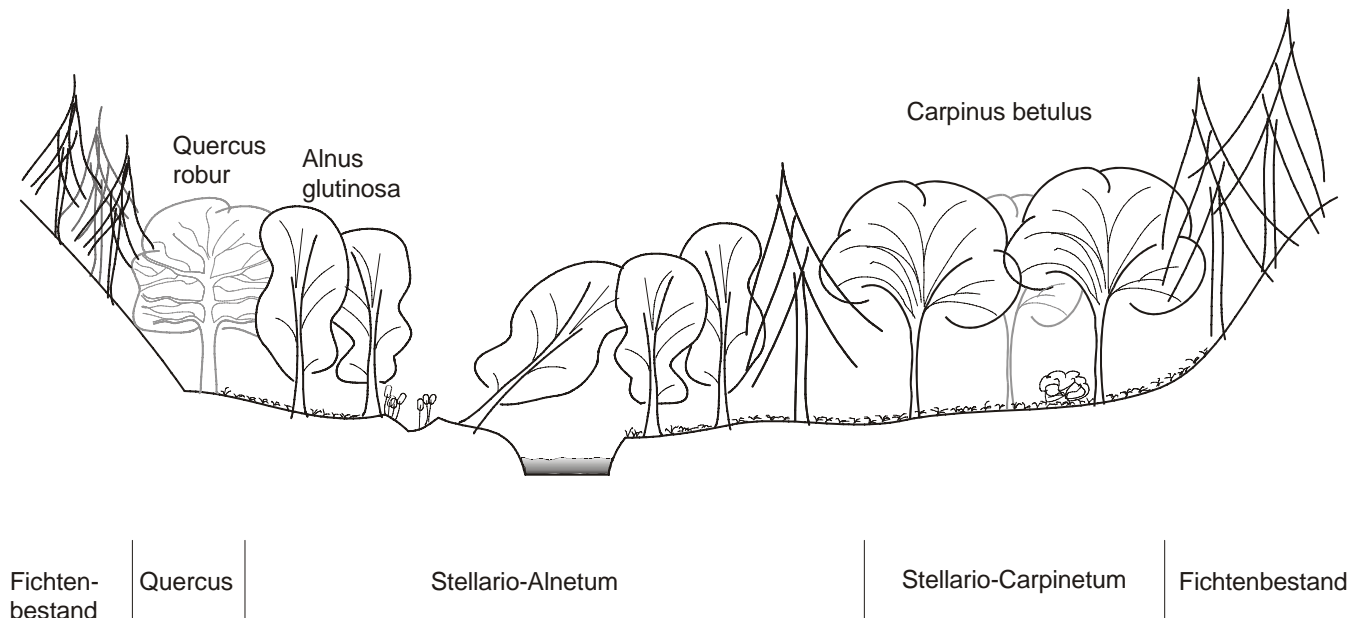 Carpinus betulus
Quercus
robur
Alnus
glutinosa
Fichten-
bestand
Quercus
Stellario-Alnetum
Stellario-Carpinetum
Fichtenbestand